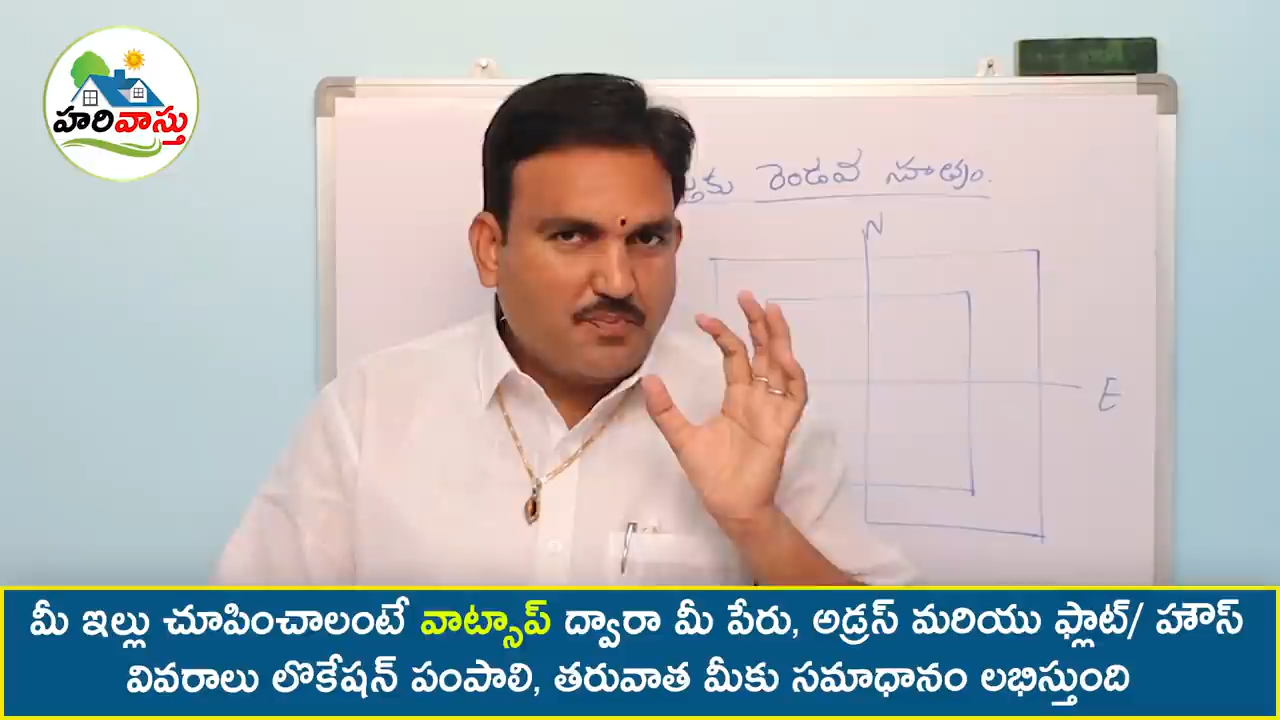 హరివాస్తు
రెండవ సూత్రం.
N
E
మీ ఇల్లు చూపించాలంటే వాట్సాప్ ద్వారా మీ పేరు, అడ్రస్ మరియు ఫ్లాట్/ హౌస్
వివరాలు లొకేషన్ పంపాలి, తరువాత మీకు సమాధానం లభిస్తుంది